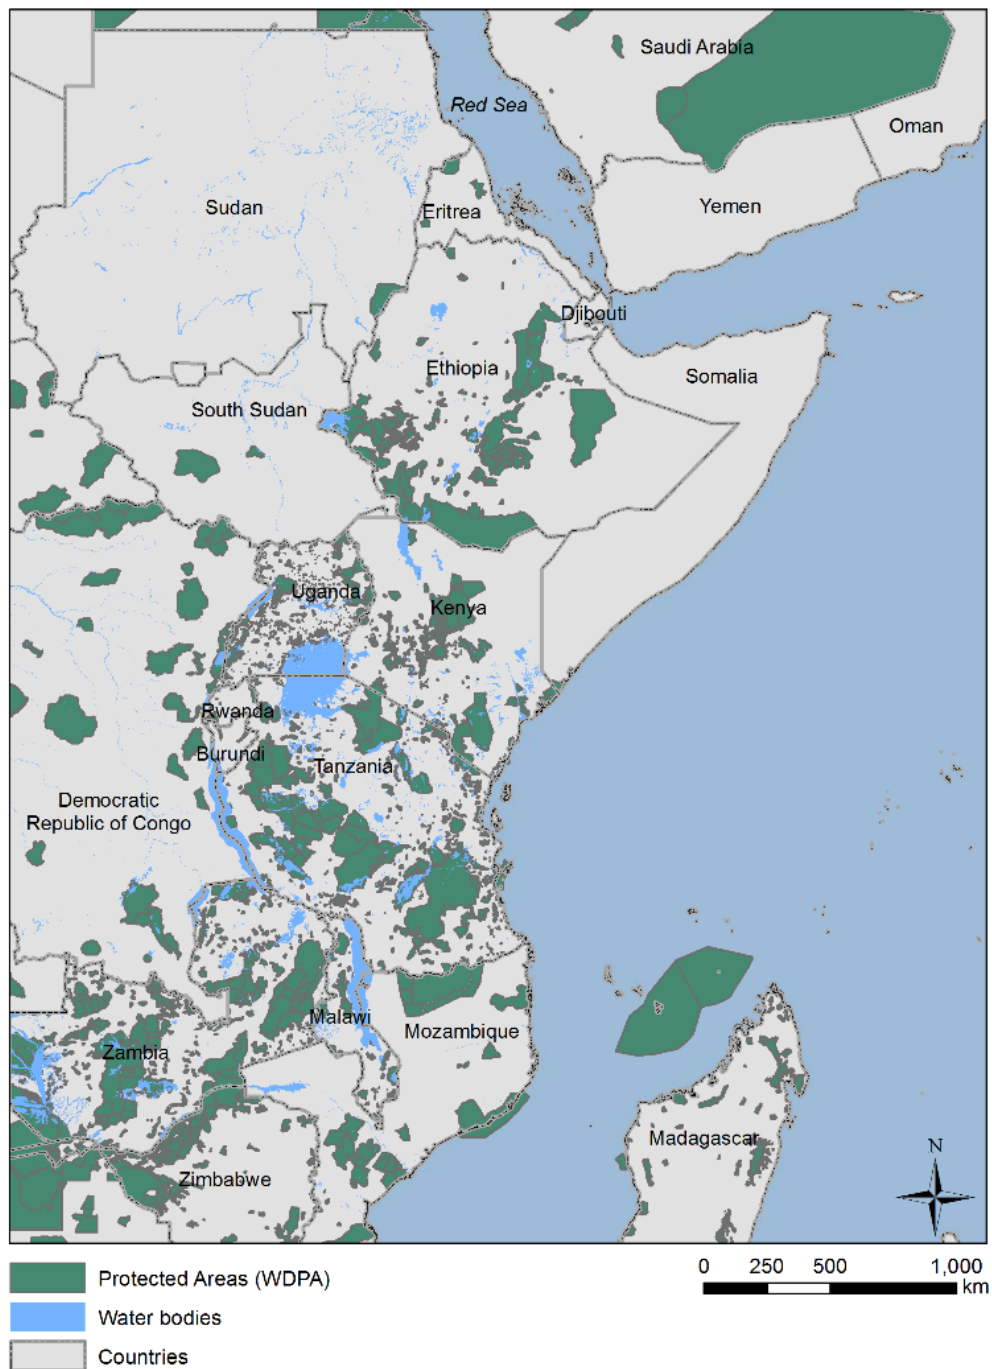 Saudi Arabia
Red Sea
Oman
Sudan
Eritrea
Yemen
Djibouti
Ethiopia
Somalia
South Sudan
Uganda
Kenya
Rwanda
Burundi
Tanzania
Democratic
Republic of Congo
Malawi
Mozambique
Zambia
Madagascar
Zimbabwe
N
Protected Areas (WDPA)
Water bodies
Countries
0 250 500 1,000
km